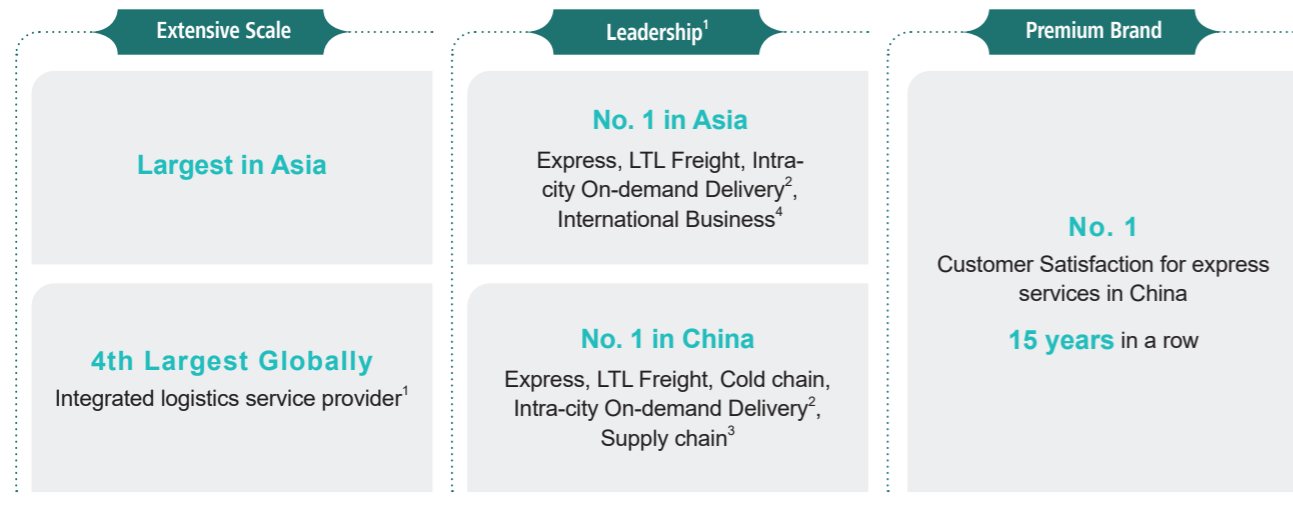 Extensive Scale
Largest in Asia
4th Largest Globally
Integrated logistics service provider1
Leadership1
No. 1 in Asia
Express, LTL Freight, Intra-
city On-demand Delivery2,
International Business4
No. 1 in China
Express, LTL Freight, Cold chain,
Intra-city On-demand Delivery2,
Supply chain3
Premium Brand
No. 1
Customer Satisfaction for express
services in China
15 years in a row